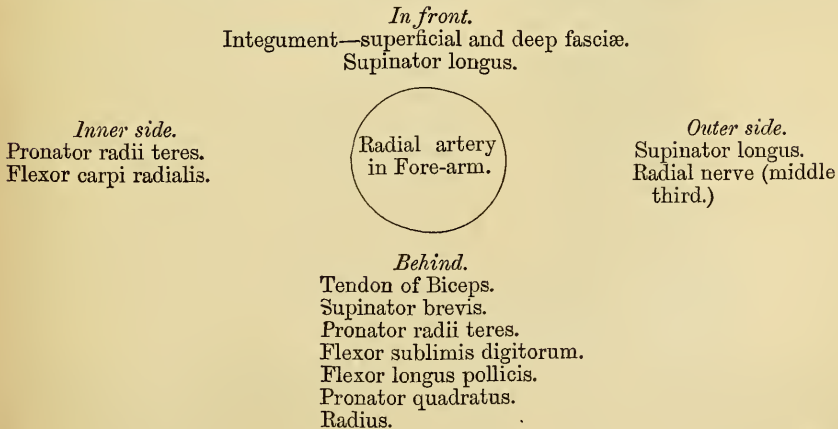 In front.
Integument—superficial and deep fasciæ.
Supinator longus.
Inner side.
Pronator radii teres.
Flexor carpi radialis.
Radial artery
in Fore-arm.
Outer side.
Supinator longus.
Radial nerve (middle
third.)
Behind.
Tendon of Biceps.
Supinator brevis.
Pronator radii teres.
Flexor sublimis digitorum.
Flexor longus pollicis.
Pronator quadratus.
Radius.